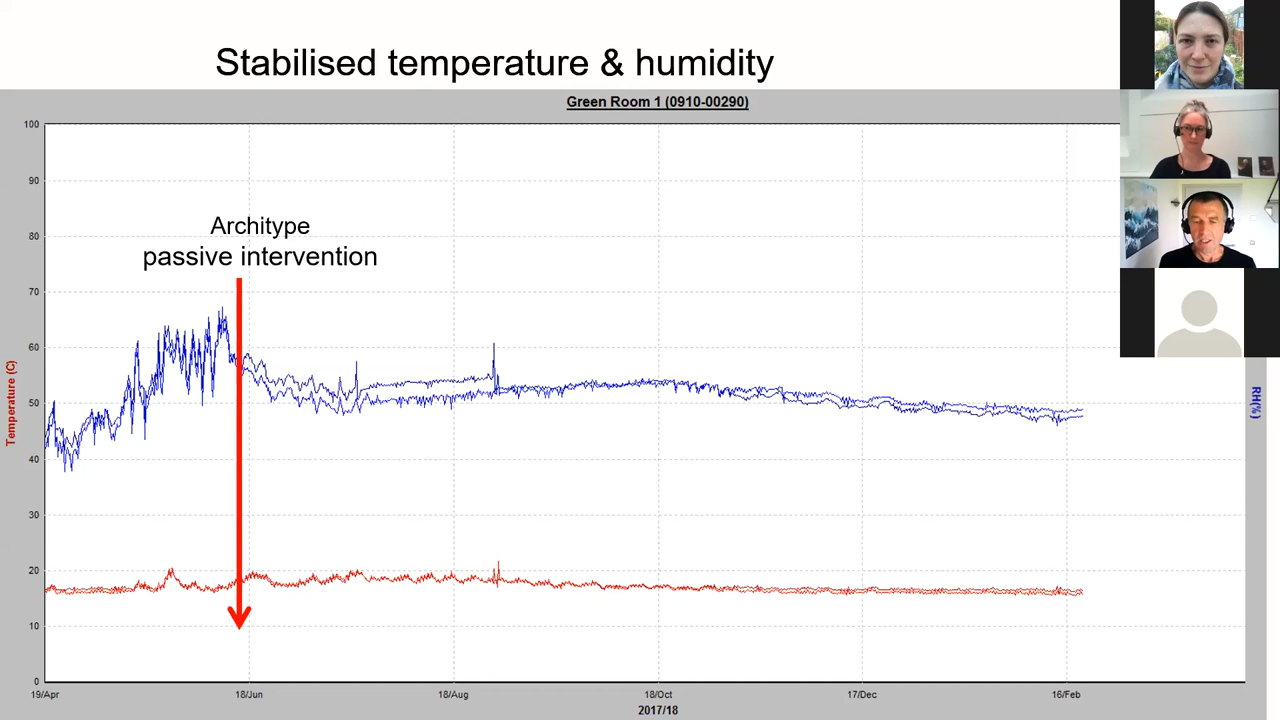 Stabilised temperature & humidity
Green Room 1 (0910-00290)
100
90
80
70
60
50
40
30
20
10
0
Temperature (C)
RH(%)
Architype
passive intervention
19/Apr
18/Jun
18/Aug
18/Oct
17/Dec
16/Feb
2017/18